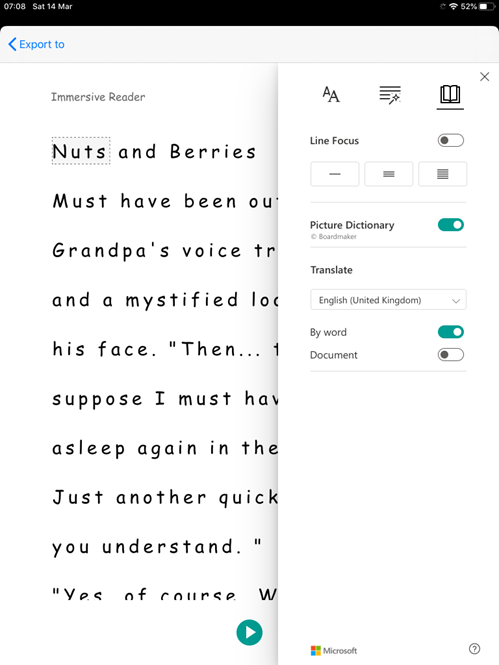 07:08 Sat 14 Mar 52%
Export to
Immersive Reader
Nuts and Berries
Must have been ou
Grandpa's voice tr
and a mystified loo
his face. "Then...
suppose I must hav
asleep again in the
Just another quick
you understand. "
"Yes, of course. W
AA
Line Focus
Picture Dictionary
© Boardmaker
Translate
English (United Kingdom)
By word
Document
Microsoft
?